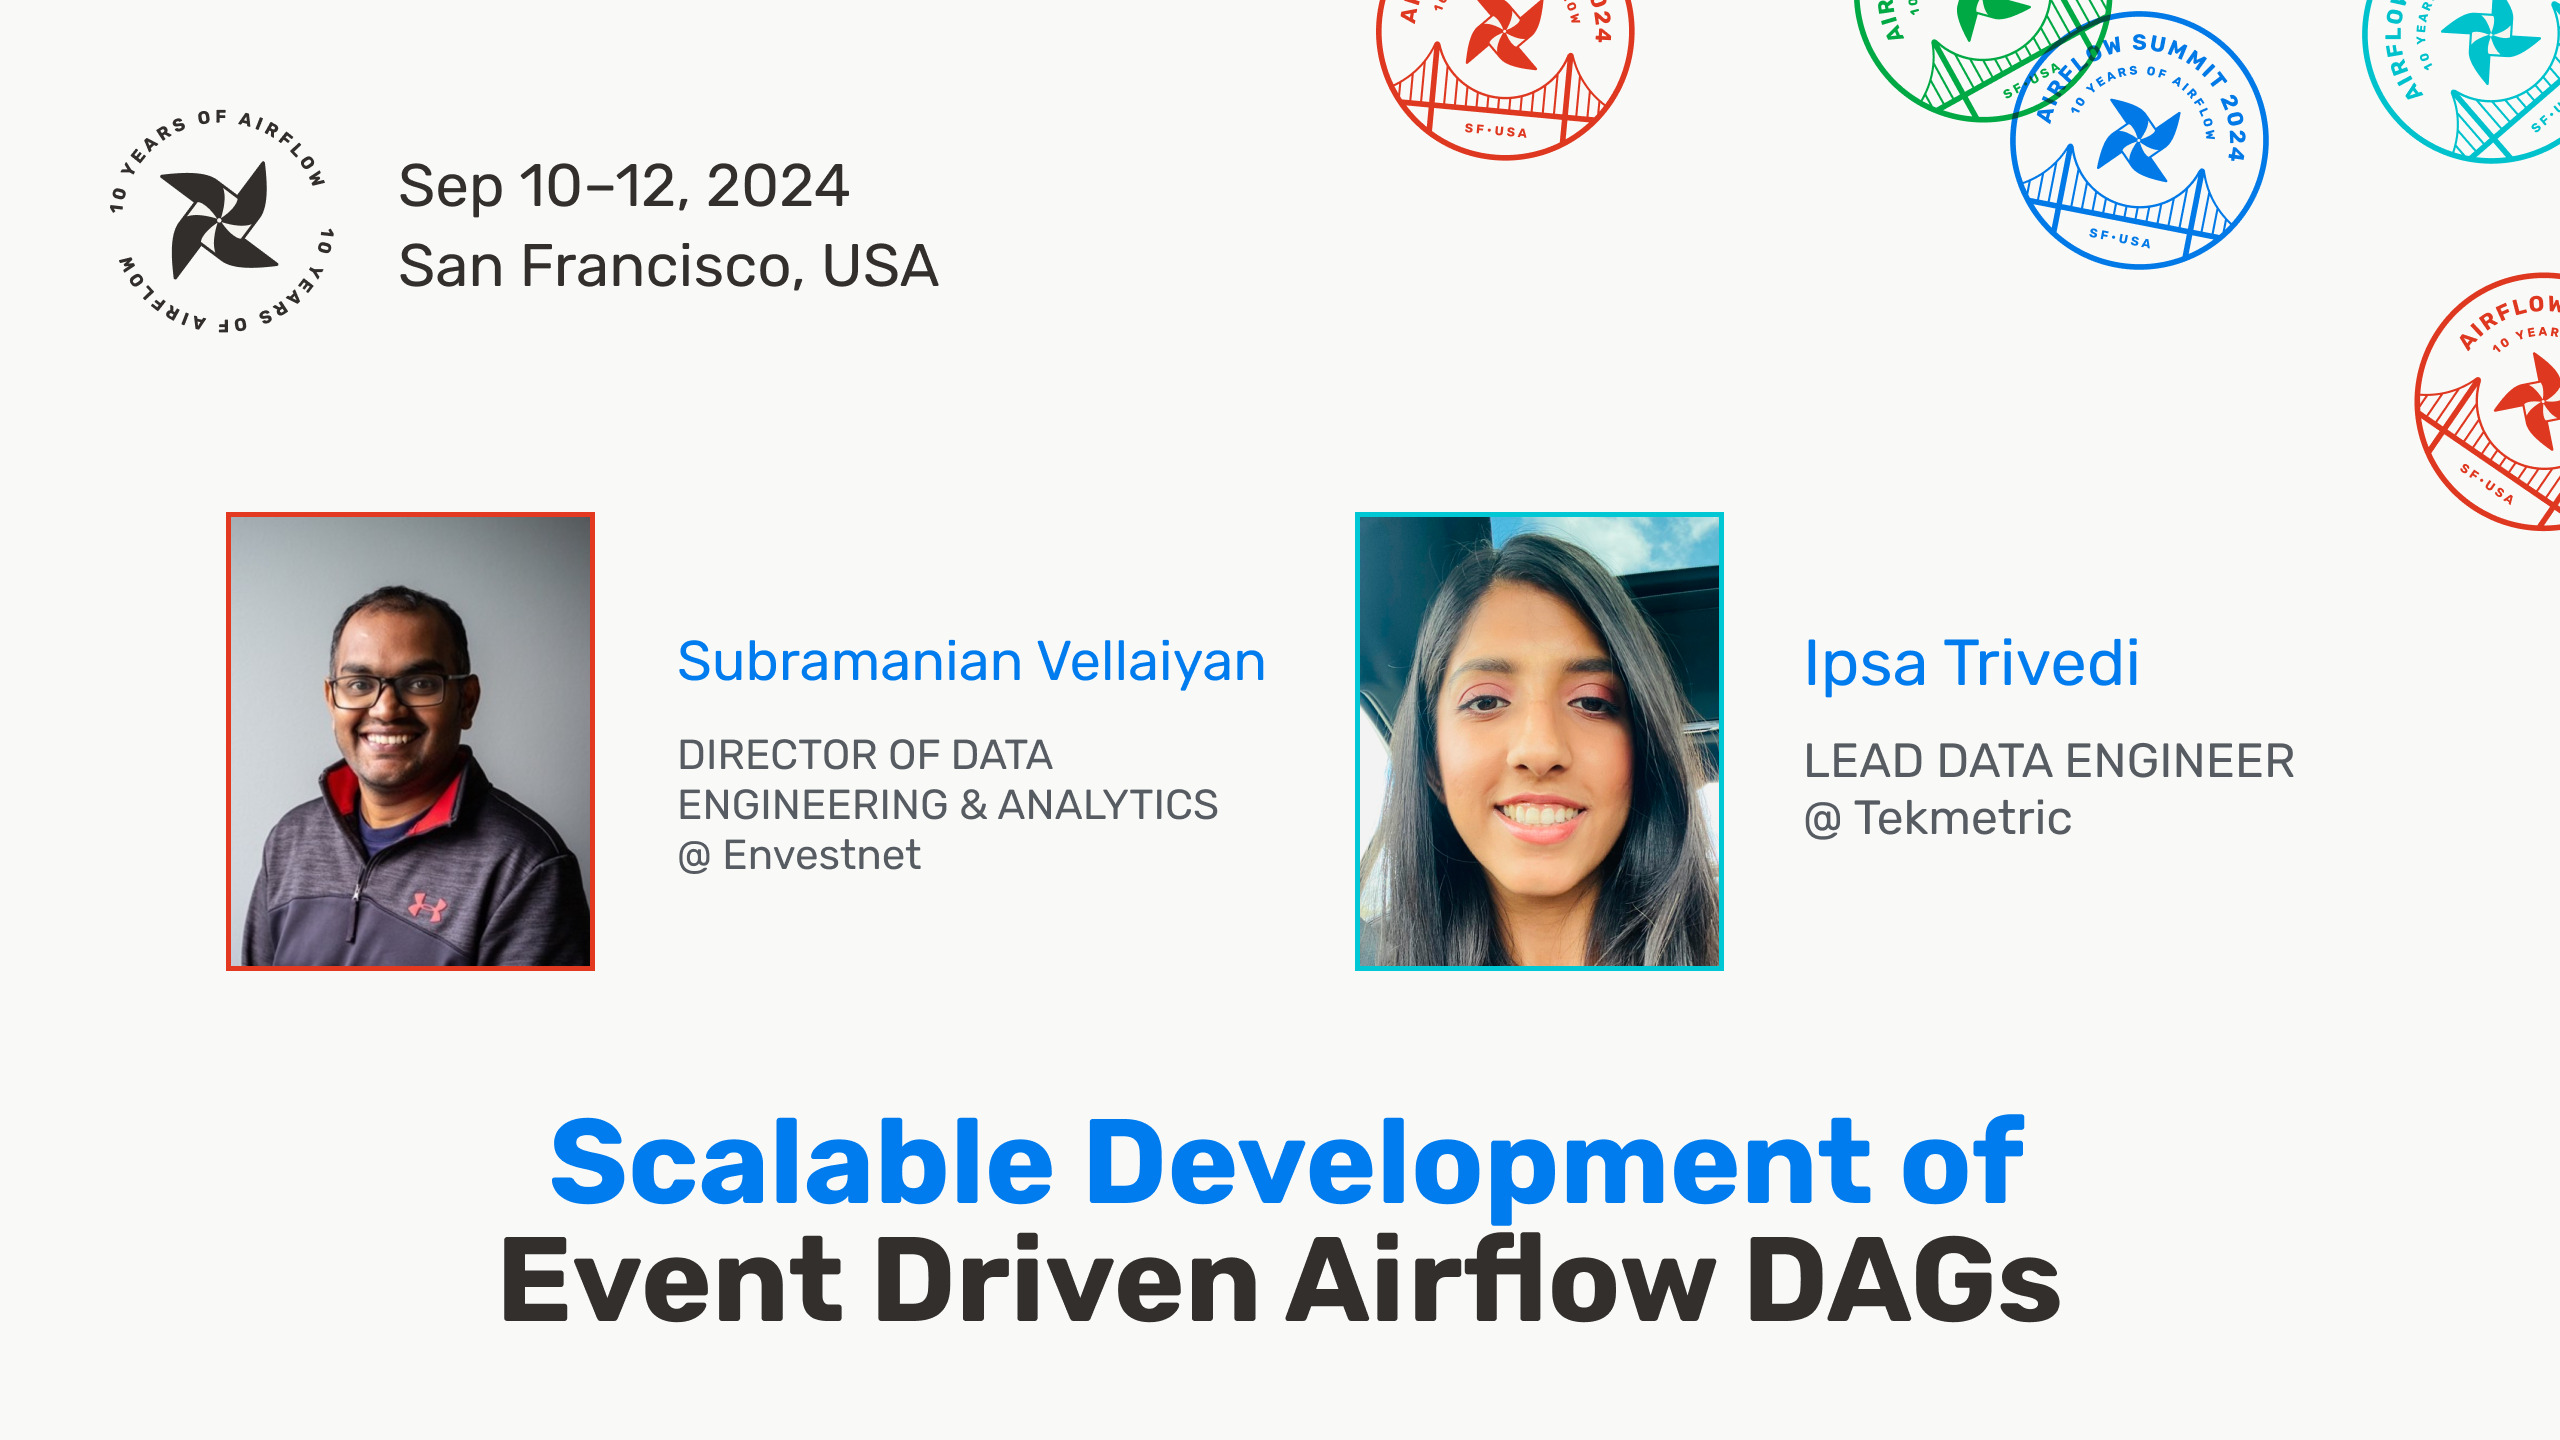 10 YEARS OF AIRFLOW
10 YEARS OF AIRFLOW
Sep 10–12, 2024
San Francisco, USA
2024
SF·USA
SF·USA
AIRFLOW SUMMIT 2024
10 YEARS OF AIRFLOW
SF·USA
AIRFLOW
10 YEARS
AIRFLOW
SF·USA
Subramanian Vellaiyan
DIRECTOR OF DATA
ENGINEERING & ANALYTICS
@ Envestnet
Ipsa Trivedi
LEAD DATA ENGINEER
@ Tekmetric
Scalable Development of
Event Driven Airflow DAGs